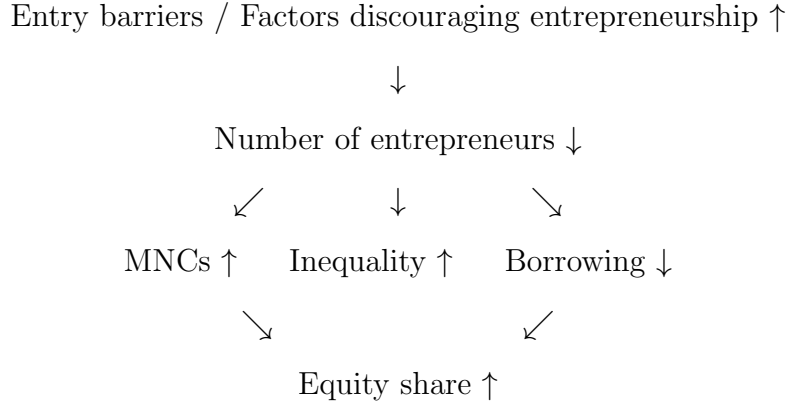 Entry barriers / Factors discouraging entrepreneurship ↑
↓
Number of entrepreneurs ↓
↙ ↓ ↘
MNCs ↑ Inequality ↑ Borrowing ↓
↘ ↙
Equity share ↑